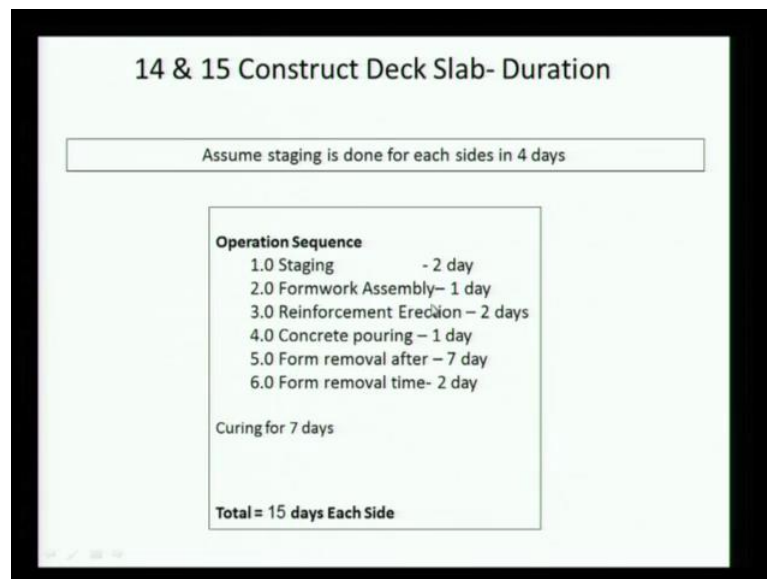 14 & 15 Construct Deck Slab- Duration
Assume staging is done for each sides in 4 days
Operation Sequence
1.0 Staging - 2 day
2.0 Formwork Assembly– 1 day
3.0 Reinforcement Erection – 2 days
4.0 Concrete pouring – 1 day
5.0 Form removal after – 7 day
6.0 Form removal time- 2 day
Curing for 7 days
Total = 15 days Each Side